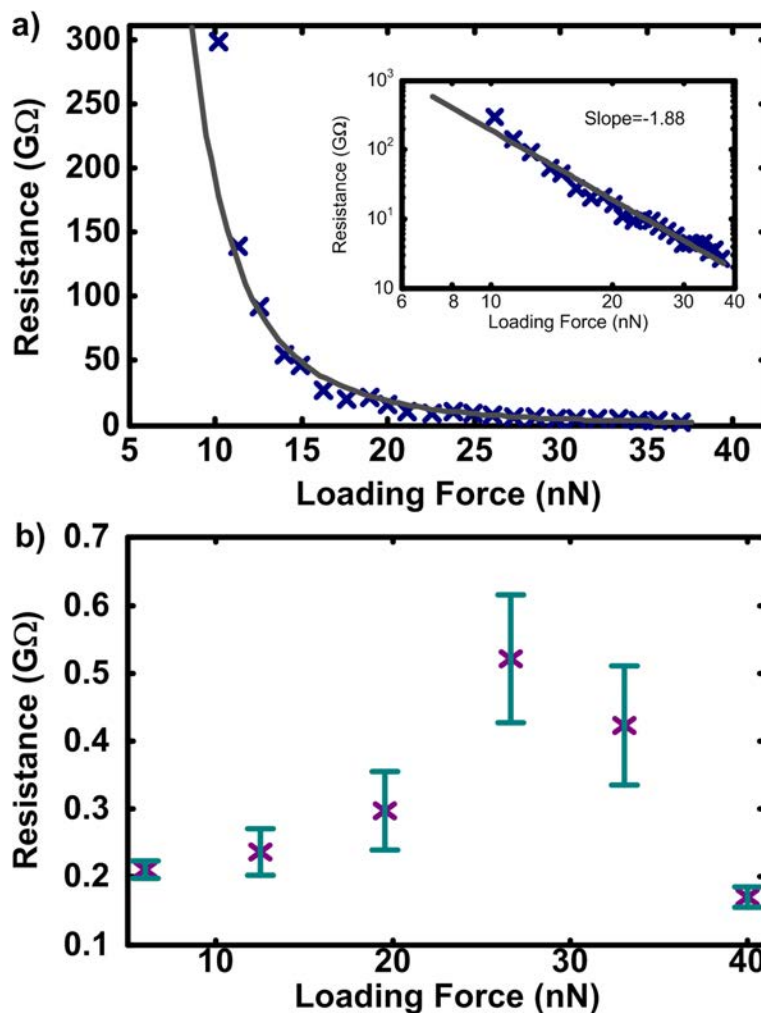 a)
300
250
200
150
100
50
0
Resistance (GΩ)
5 10 15 20 25 30 35 40
Loading Force (nN)
10³
10²
10¹
10
Resistance (GΩ)
Slope=-1.88
6 8 10 20 30 40
Loading Force (nN)
b)
0.7
0.6
0.5
0.4
0.3
0.2
0.1
Resistance (GΩ)
10 20 30 40
Loading Force (nN)